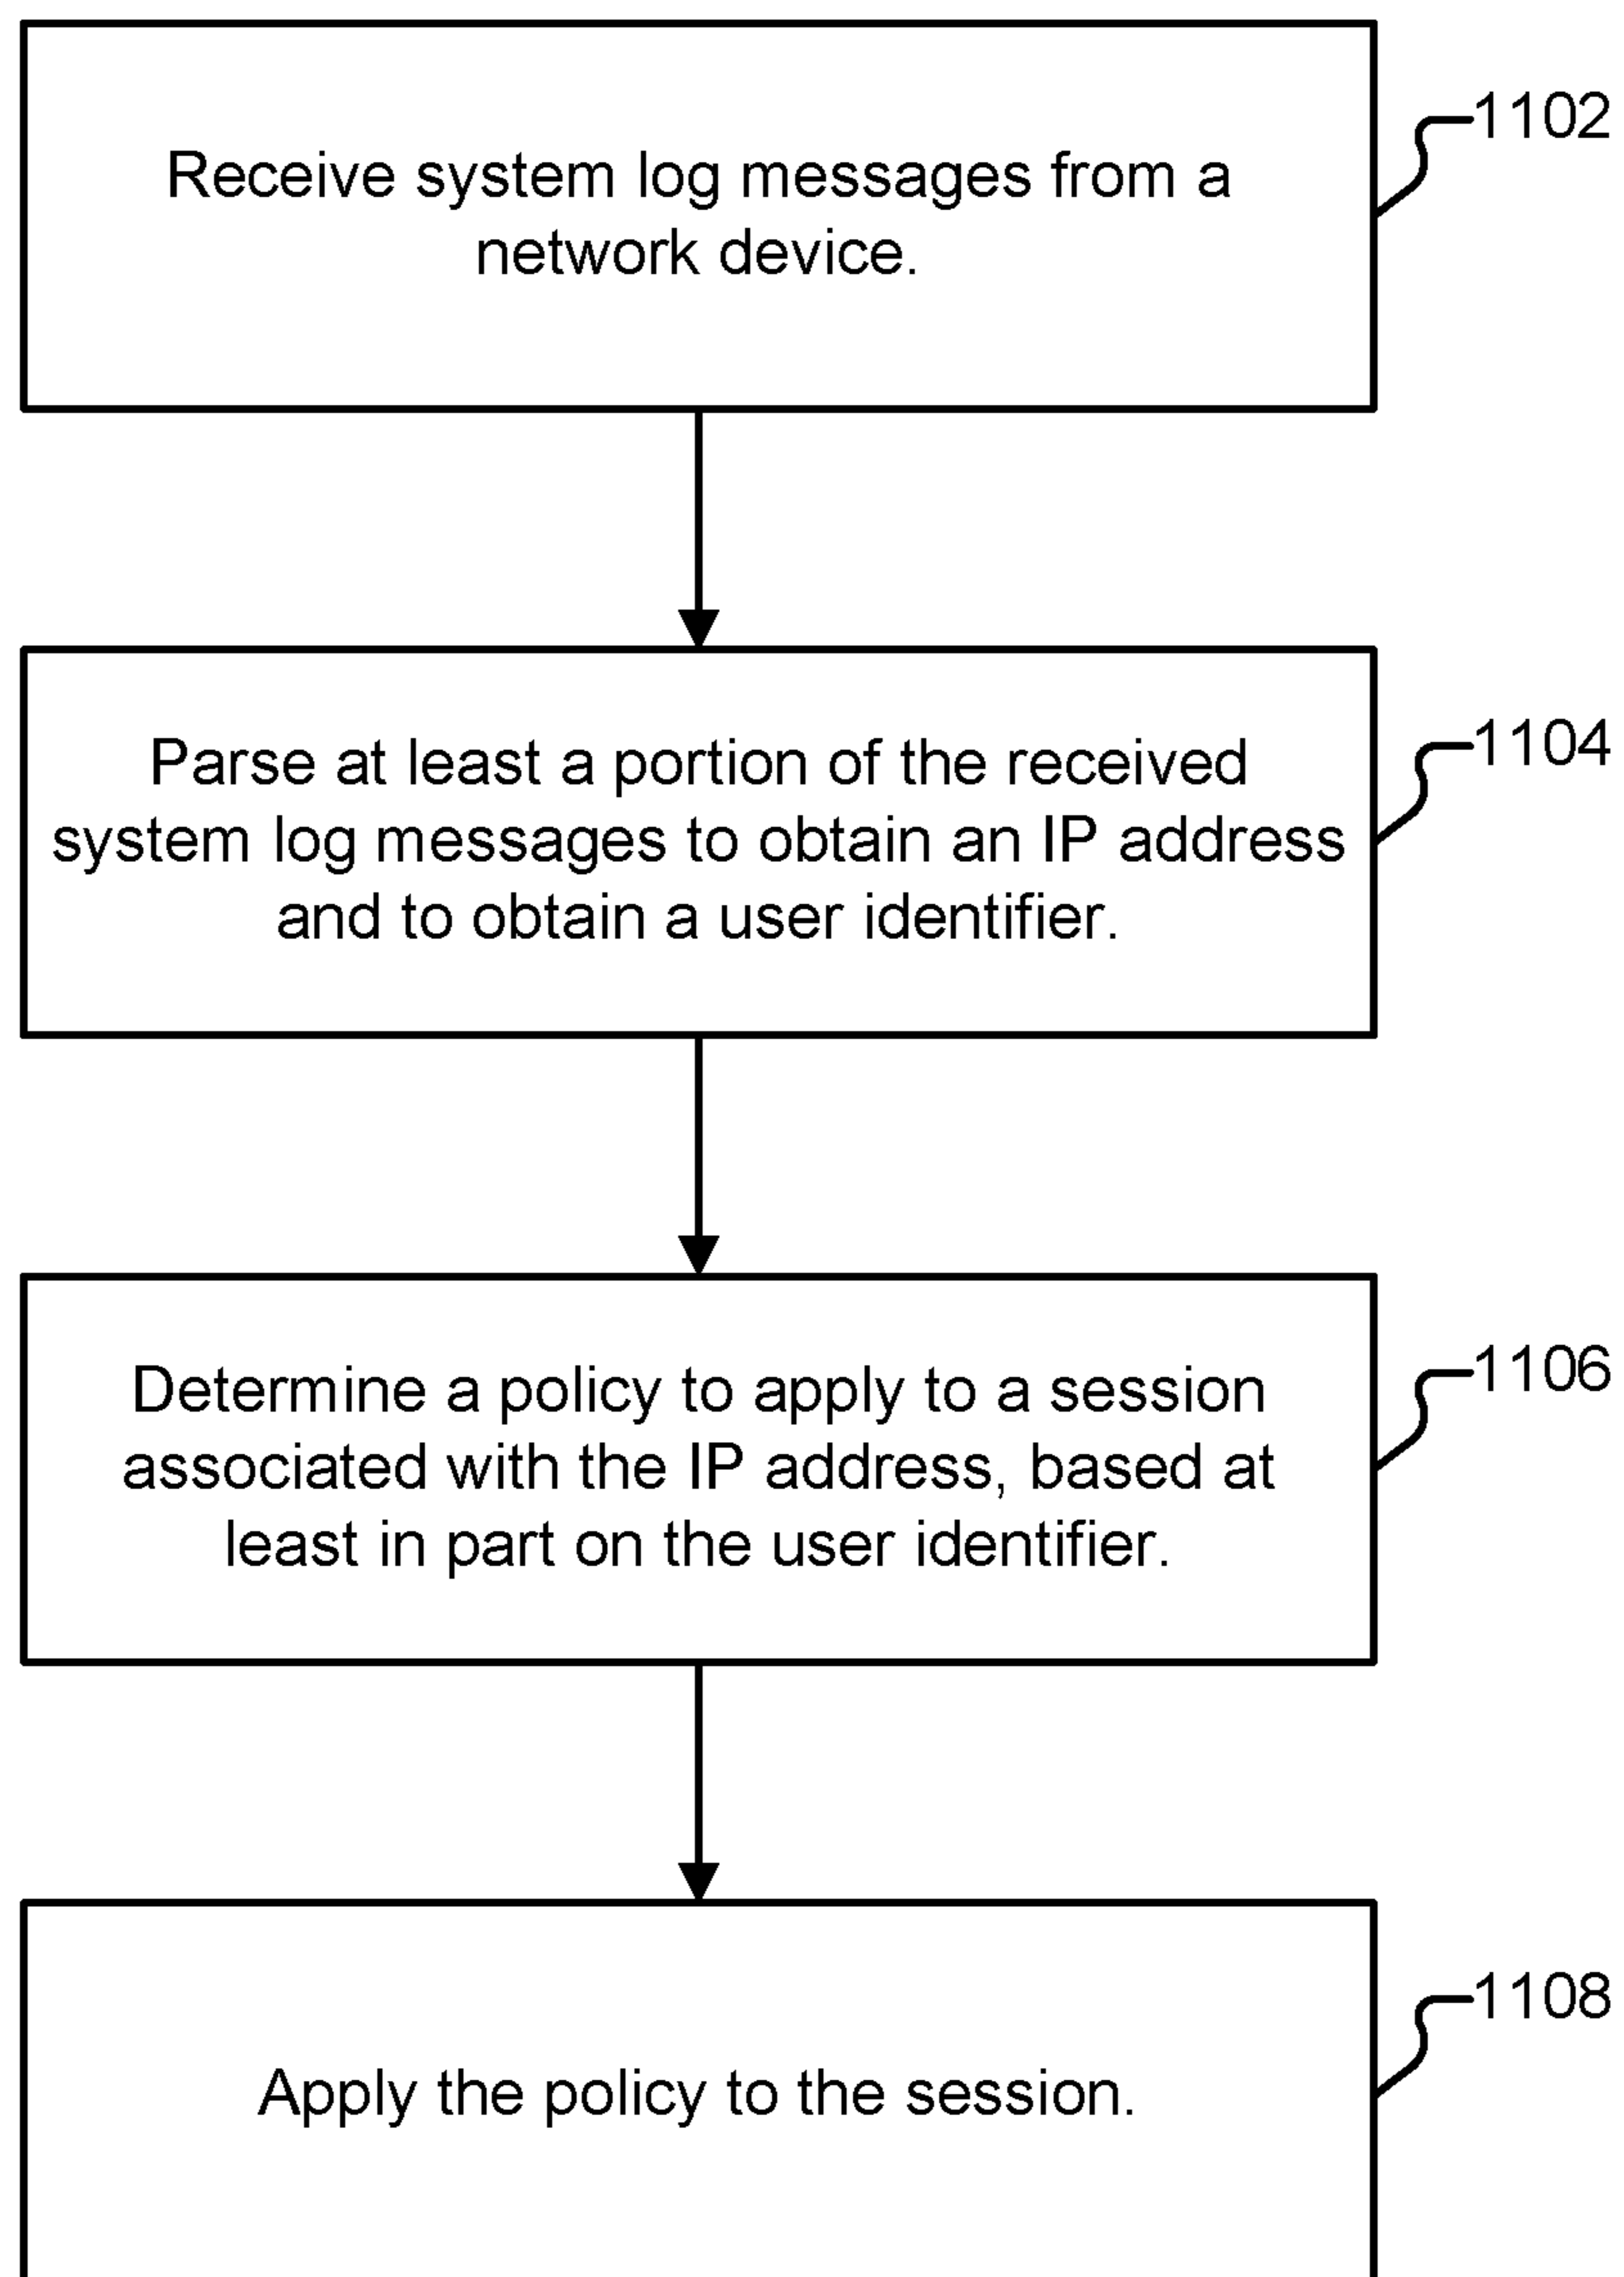 Receive system log messages from a
network device.
1102
Parse at least a portion of the received
system log messages to obtain an IP address
and to obtain a user identifier.
1104
Determine a policy to apply to a session
associated with the IP address, based at
least in part on the user identifier.
1106
Apply the policy to the session.
1108